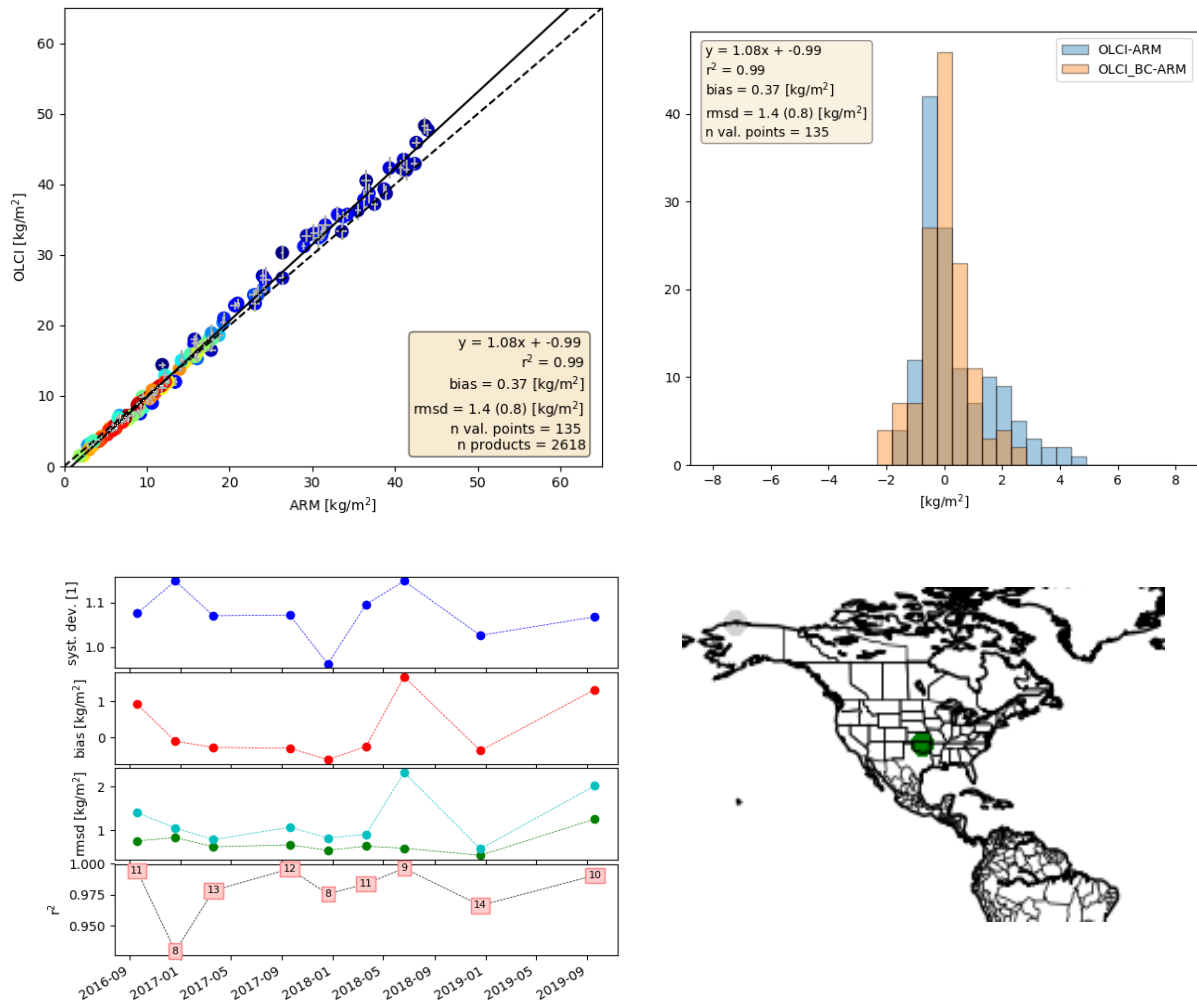 60
50
40
30
20
10
0
OLCI [kg/m²]
y = 1.08x + -0.99
r² = 0.99
bias = 0.37 [kg/m²]
rmsd = 1.4 (0.8) [kg/m²]
n val. points = 135
n products = 2618
0 10 20 30 40 50 60
ARM [kg/m²]
y = 1.08x + -0.99
r² = 0.99
bias = 0.37 [kg/m²]
rmsd = 1.4 (0.8) [kg/m²]
n val. points = 135
OLCI-ARM
OLCI_BC-ARM
40
30
20
10
0
−8 −6 −4 −2 0 2 4 6 8
[kg/m²]
syst. dev. [1]
1.1
1.0
bias [kg/m²]
1
0
rmsd [kg/m²]
2
1
r²
1.000
0.975
0.950
11
8
13
12
8
11
9
14
10
2016-09 2017-01 2017-05 2017-09 2018-01 2018-05 2018-09 2019-01 2019-05 2019-09